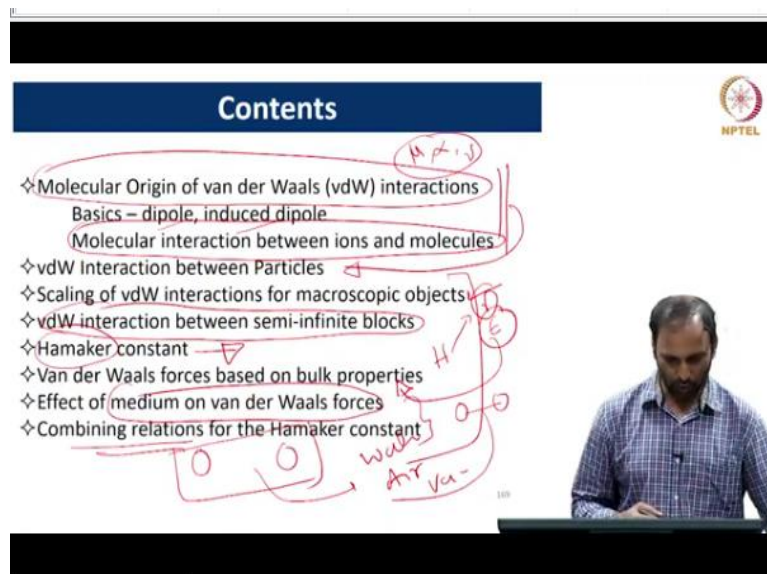 Contents
NPTEL
μ α, ν
✧Molecular Origin of van der Waals (vdW) interactions
Basics – dipole, induced dipole
Molecular interaction between ions and molecules
✧vdW Interaction between Particles
✧Scaling of vdW interactions for macroscopic objects
✧vdW interaction between semi-infinite blocks
✧Hamaker constant
H
✧Van der Waals forces based on bulk properties
✧Effect of medium on van der Waals forces
✧Combining relations for the Hamaker constant
Air
169